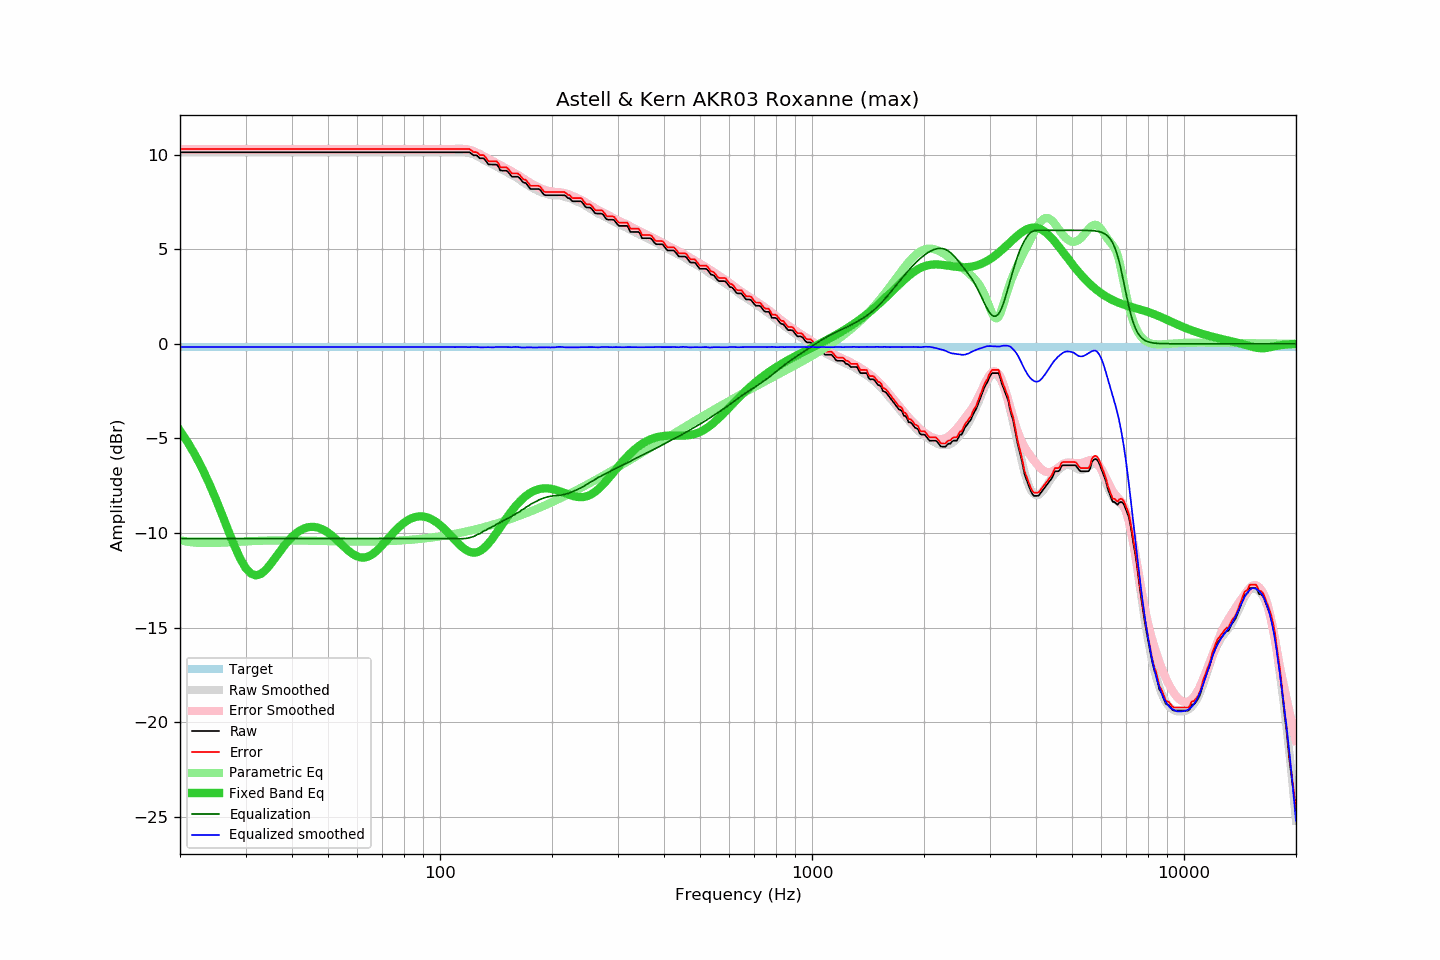 Astell & Kern AKR03 Roxanne (max)
10
5
0
−5
−10
−15
−20
−25
Amplitude (dBr)
Target
Raw Smoothed
Error Smoothed
Raw
Error
Parametric Eq
Fixed Band Eq
Equalization
Equalized smoothed
100 1000 10000
Frequency (Hz)